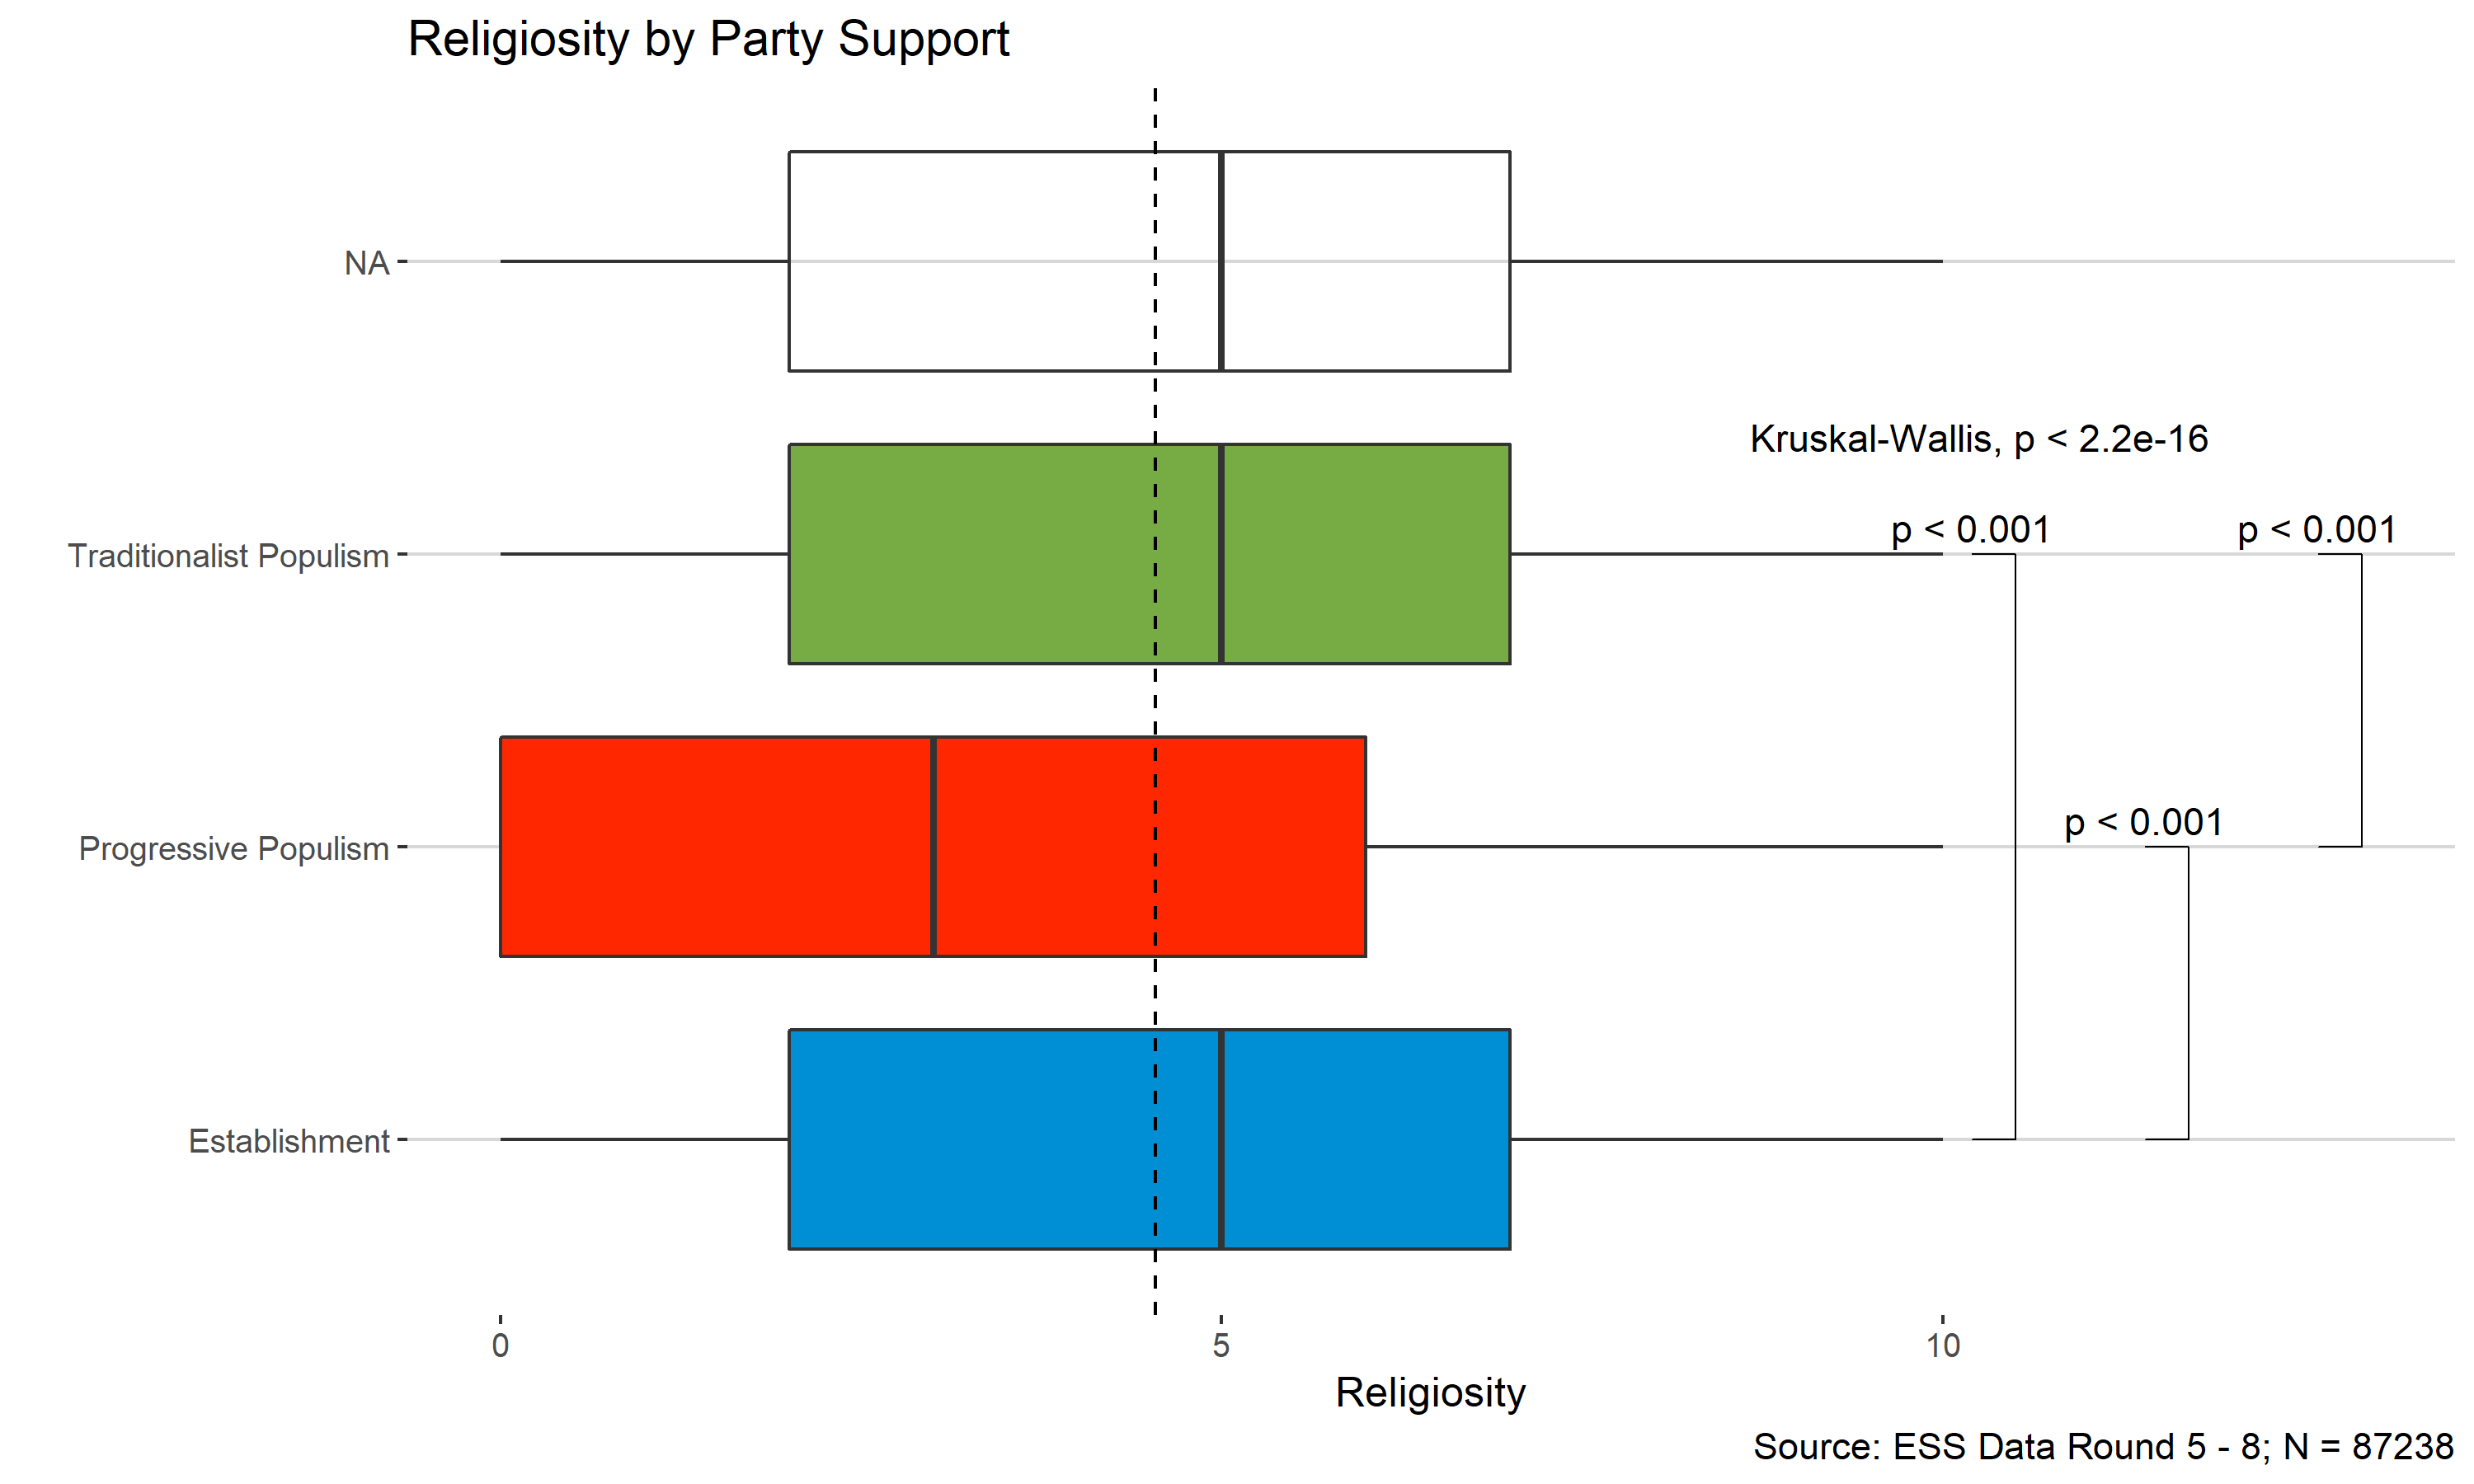 Religiosity by Party Support
NA
Kruskal-Wallis, p < 2.2e-16
p < 0.001
p < 0.001
Traditionalist Populism
p < 0.001
Progressive Populism
Establishment
0
5
10
Religiosity
Source: ESS Data Round 5 - 8; N = 87238